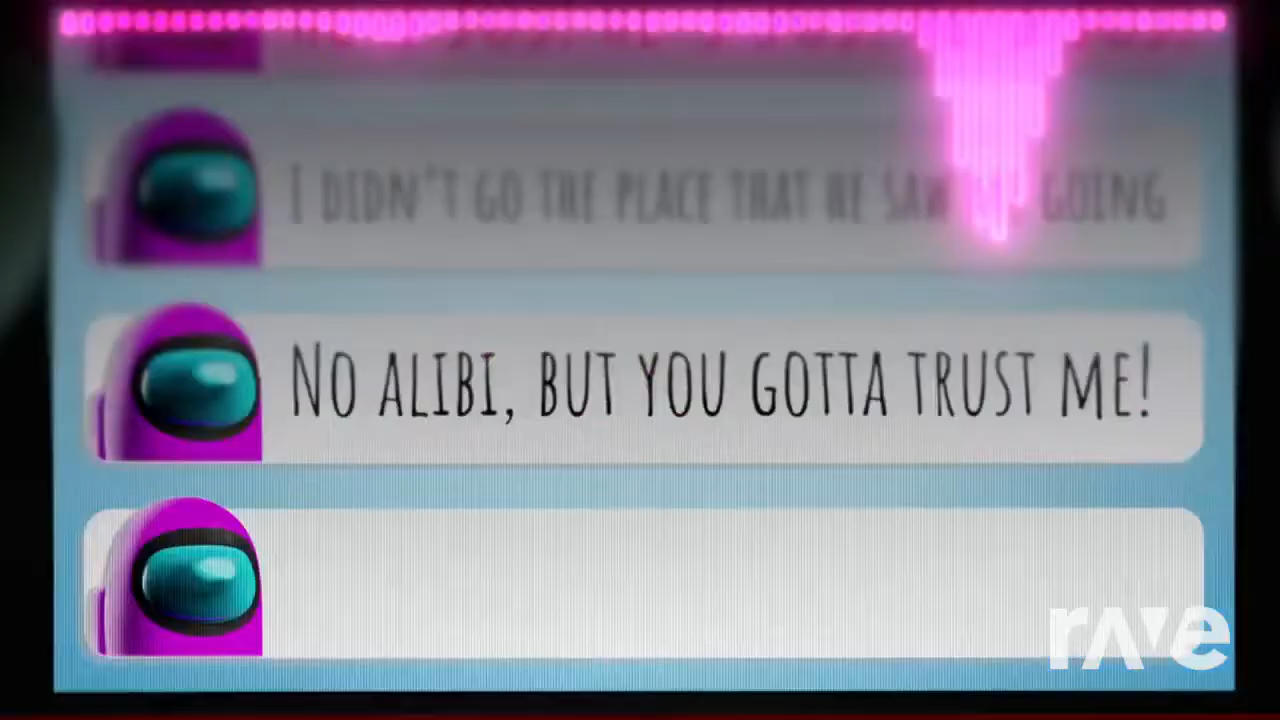 I DIDN'T GO THE PLACE THAT HE SAW GOING
NO ALIBI, BUT YOU GOTTA TRUST ME!
rave